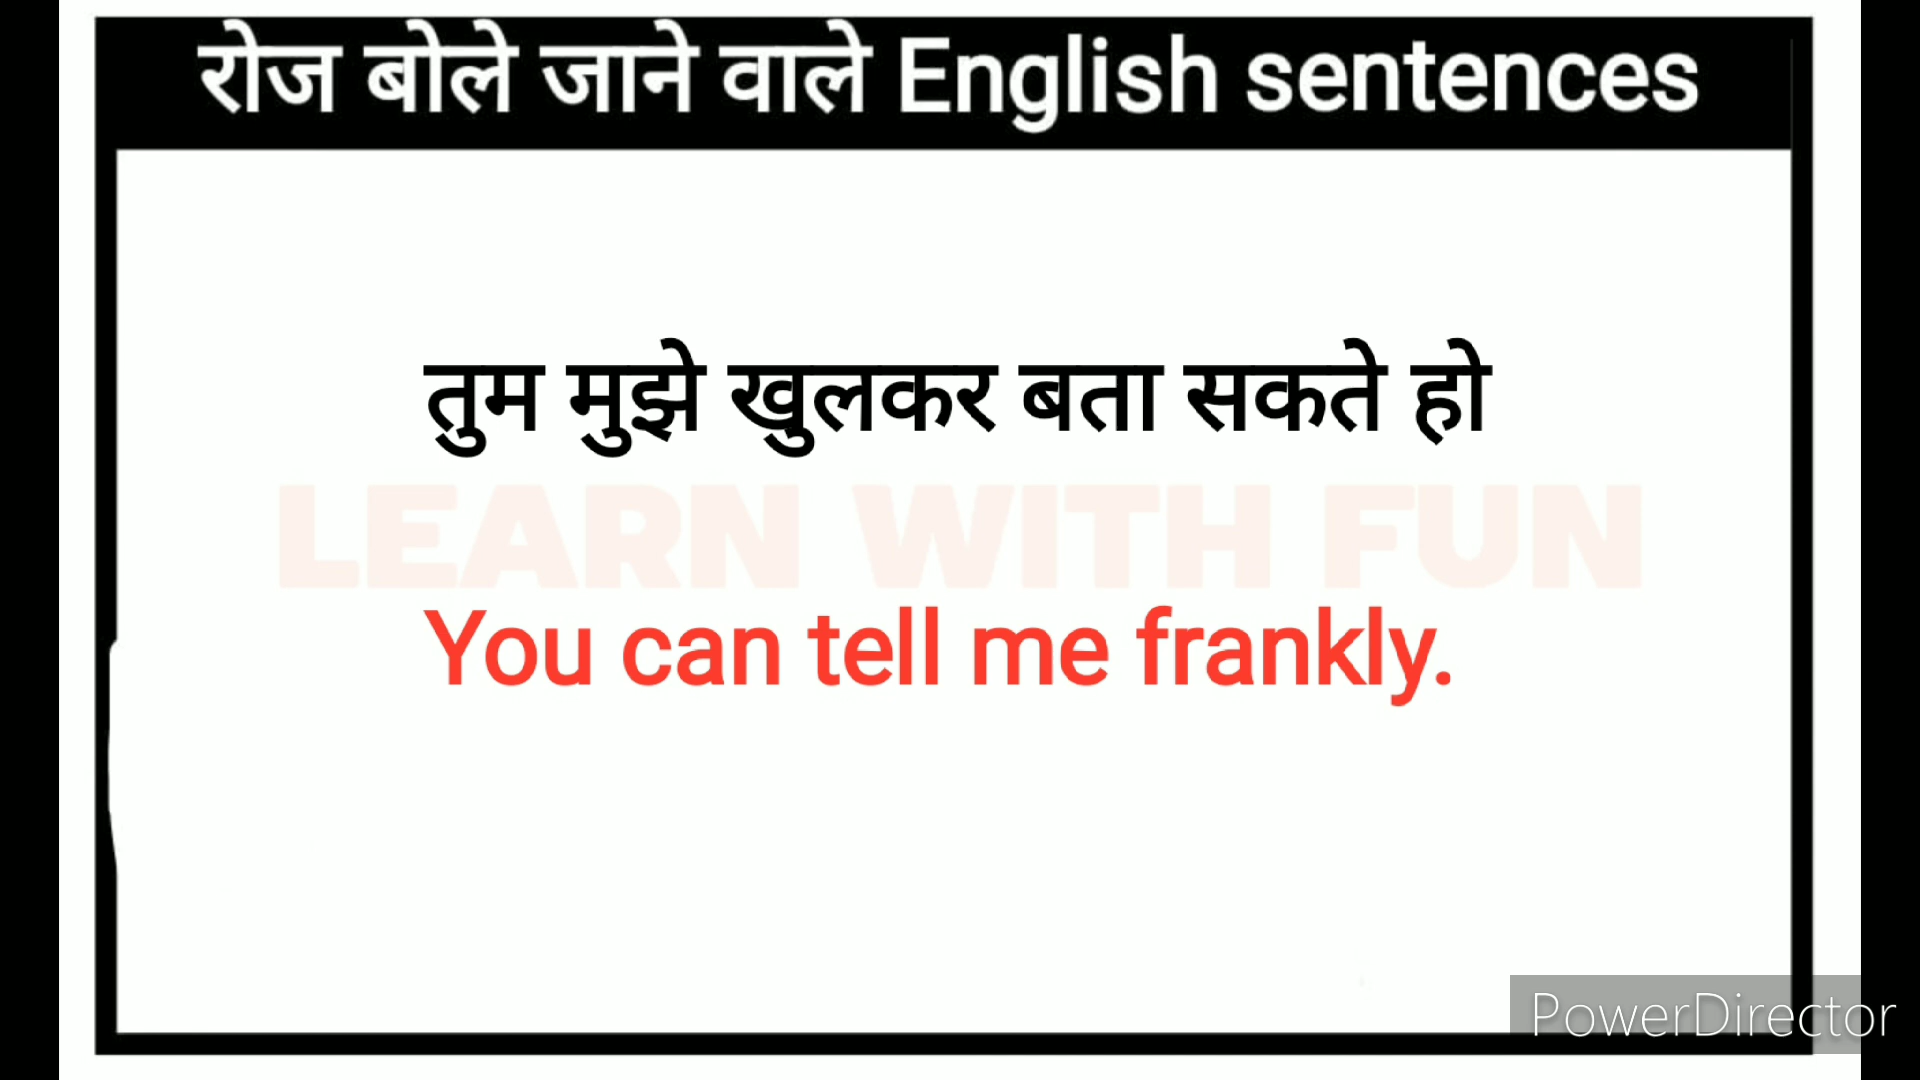 रोज बोले जाने वाले English sentences
तुम मुझे खुलकर बता सकते हो
LEARN WITH FUN
You can tell me frankly.
PowerDirector